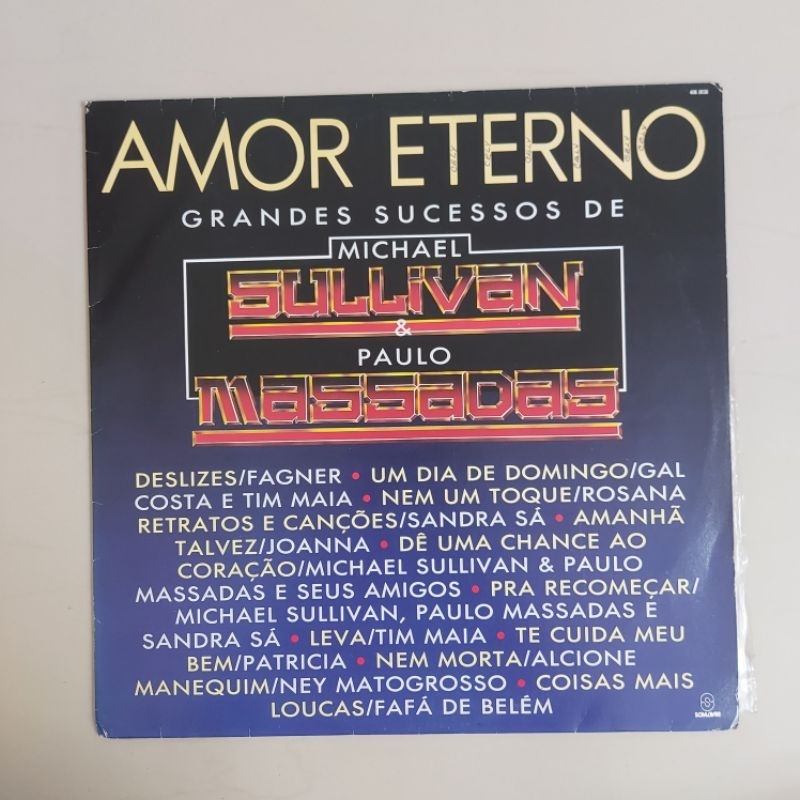 AMOR ETERNO
GRANDES SUCESSOS DE
MICHAEL
SULLIVAN
&
PAULO
MASSADAS
DESLIZES/FAGNER • UM DIA DE DOMINGO/GAL
COSTA E TIM MAIA • NEM UM TOQUE/ROSANA
RETRATOS E CANÇÕES/SANDRA SÁ • AMANHÃ
TALVEZ/JOANNA • DÊ UMA CHANCE AO
CORAÇÃO/MICHAEL SULLIVAN & PAULO
MASSADAS E SEUS AMIGOS • PRA RECOMEÇAR/
MICHAEL SULLIVAN, PAULO MASSADAS E
SANDRA SÁ • LEVA/TIM MAIA • TE CUIDA MEU
BEM/PATRICIA • NEM MORTA/ALCIONE
MANEQUIM/NEY MATOGROSSO • COISAS MAIS
LOUCAS/FAFÁ DE BELÉM